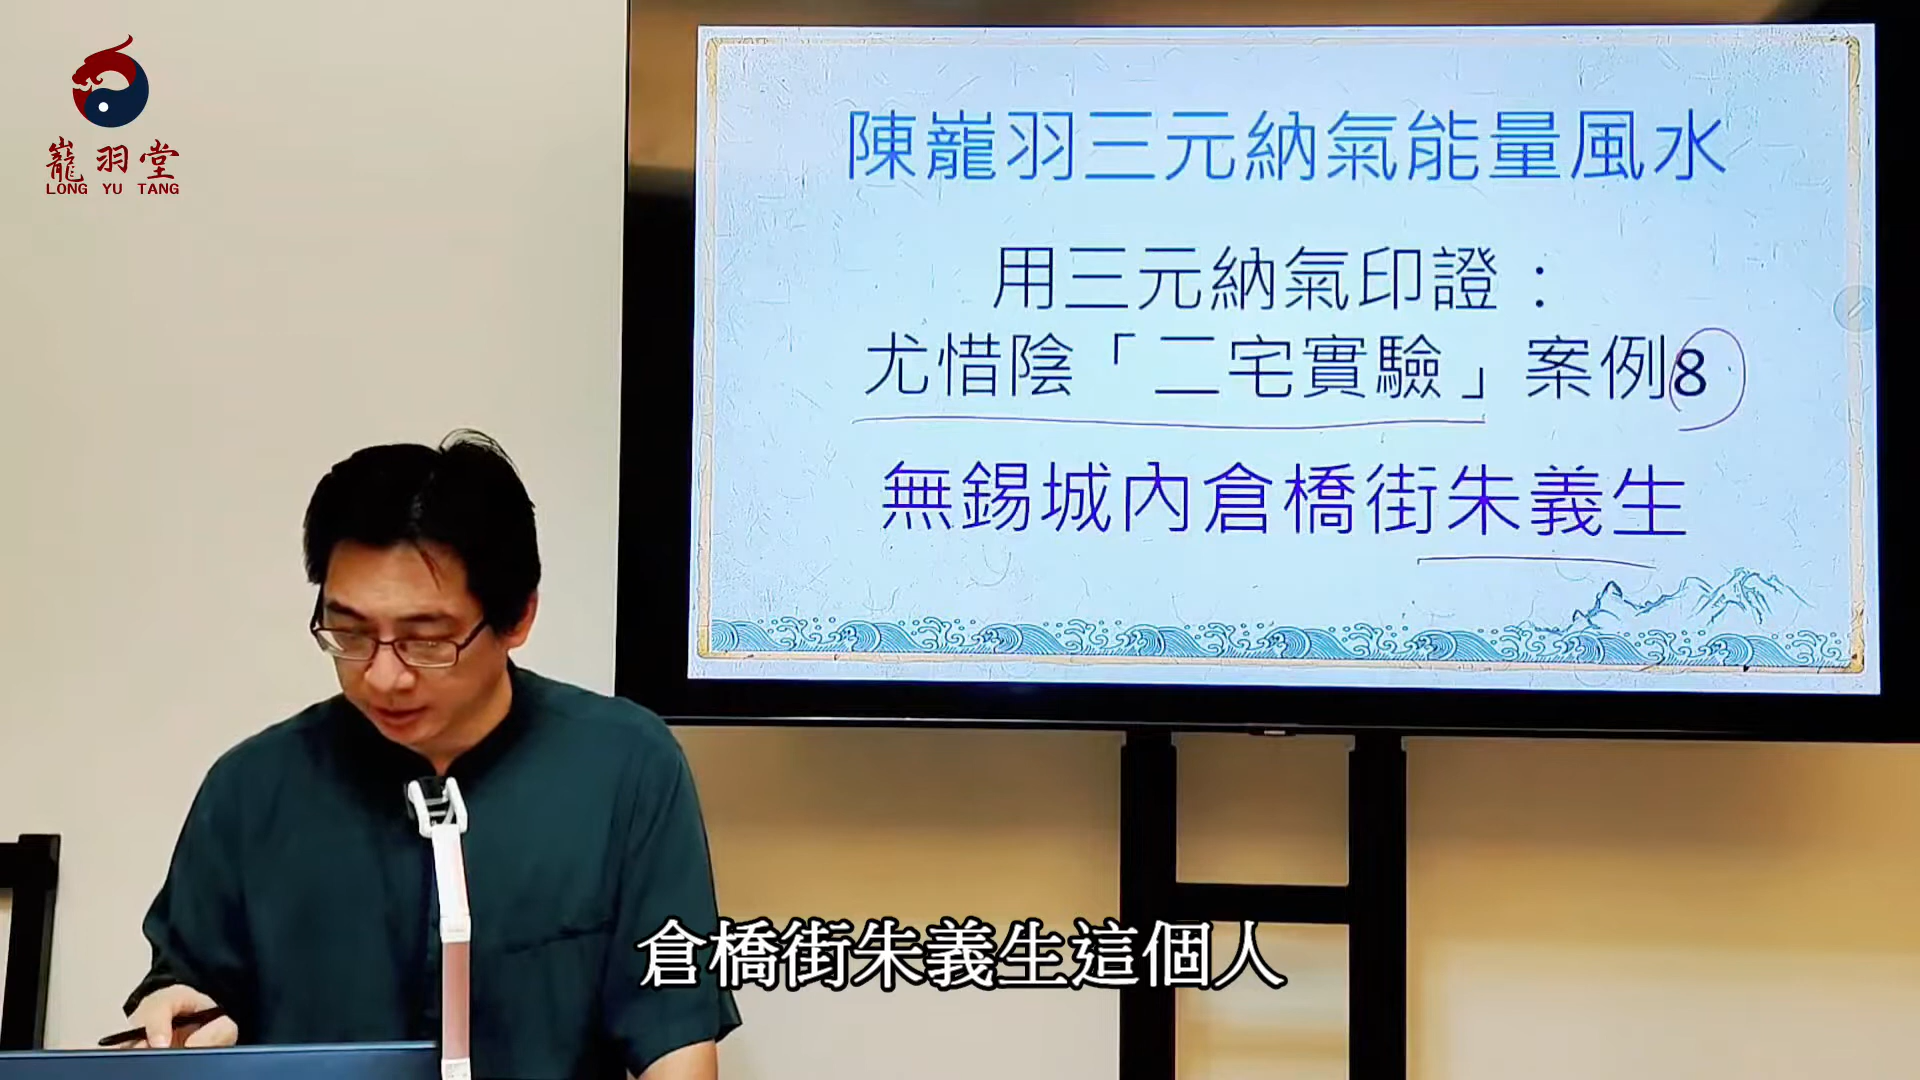 巃羽堂
LONG YU TANG
陳巃羽三元納氣能量風水
用三元納氣印證：
尤惜陰「二宅實驗」案例8
無錫城內倉橋街朱義生
倉橋街朱義生這個人